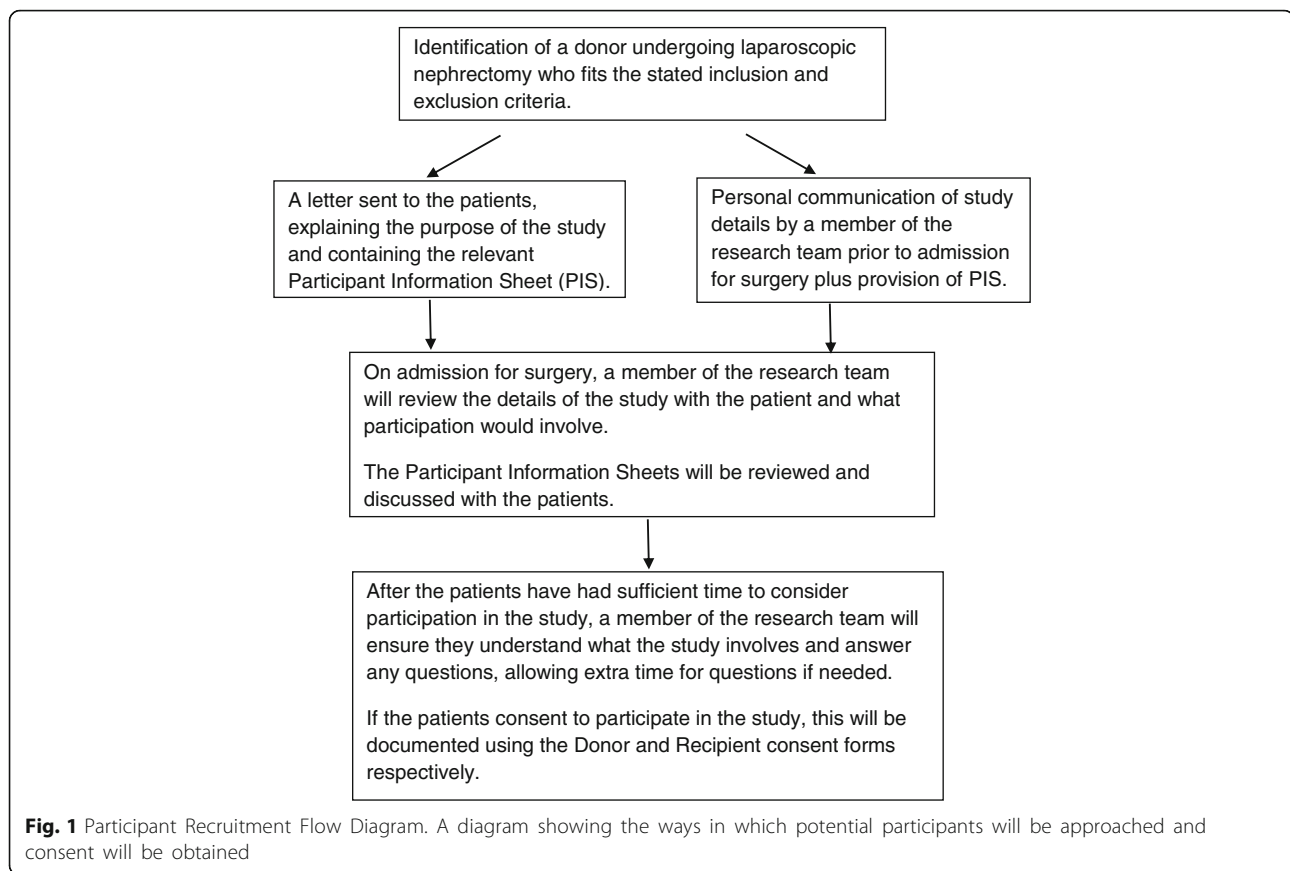 Identification of a donor undergoing laparoscopic
nephrectomy who fits the stated inclusion and
exclusion criteria.
A letter sent to the patients,
explaining the purpose of the study
and containing the relevant
Participant Information Sheet (PIS).
Personal communication of study
details by a member of the
research team prior to admission
for surgery plus provision of PIS.
On admission for surgery, a member of the research team
will review the details of the study with the patient and what
participation would involve.
The Participant Information Sheets will be reviewed and
discussed with the patients.
After the patients have had sufficient time to consider
participation in the study, a member of the research team will
ensure they understand what the study involves and answer
any questions, allowing extra time for questions if needed.
If the patients consent to participate in the study, this will be
documented using the Donor and Recipient consent forms
respectively.
Fig. 1 Participant Recruitment Flow Diagram. A diagram showing the ways in which potential participants will be approached and
consent will be obtained